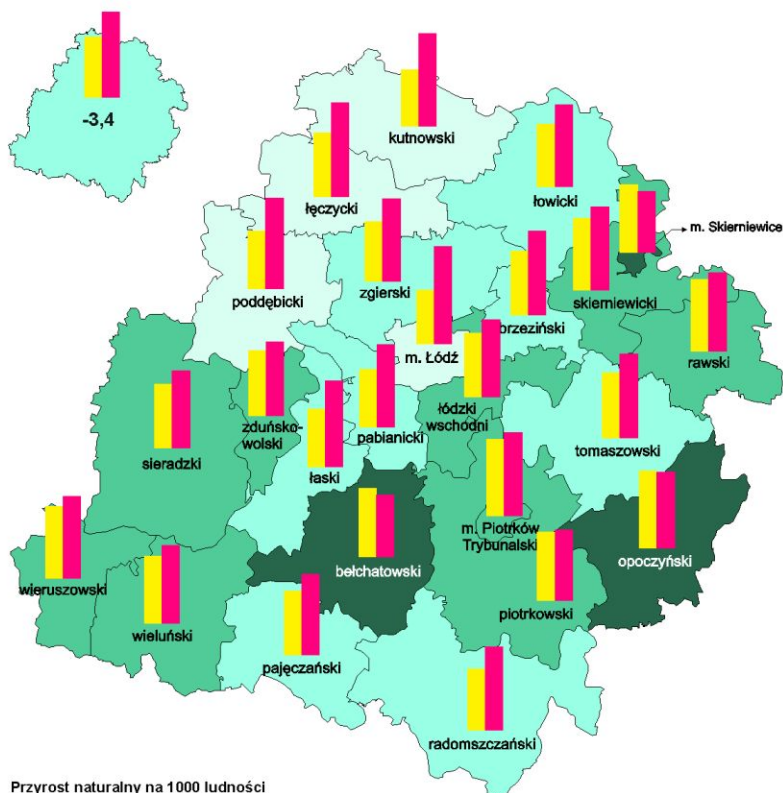 -3,4
kutnowski
łęczycki
łowicki
m. Skierniewice
poddębicki
zgierski
skierniewicki
brzeziński
m. Łódź
rawski
zduńsko-
wolski
pabianicki
łódzki
wschodni
sieradzki
łaski
tomaszowski
m. Piotrków
Trybunalski
bełchatowski
opoczyński
wieruszowski
piotrkowski
wieluński
pajęczański
radomszczański
Przyrost naturalny na 1000 ludności